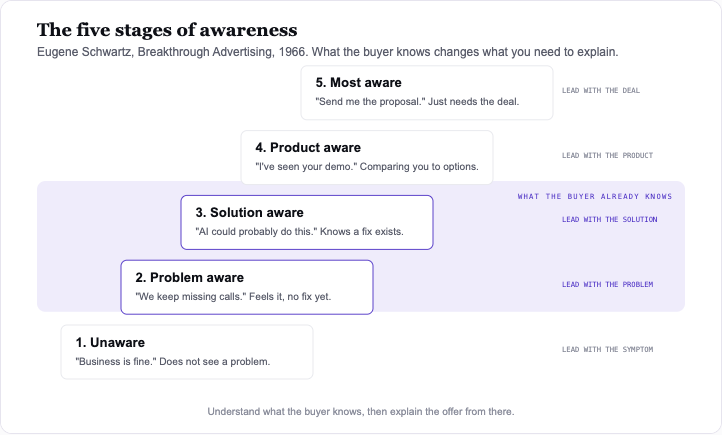 The five stages of awareness
Eugene Schwartz, Breakthrough Advertising, 1966. What the buyer knows changes what you need to explain.
5. Most aware
"Send me the proposal." Just needs the deal.
LEAD WITH THE DEAL
4. Product aware
"I've seen your demo." Comparing you to options.
LEAD WITH THE PRODUCT
WHAT THE BUYER ALREADY KNOWS
3. Solution aware
"AI could probably do this." Knows a fix exists.
LEAD WITH THE SOLUTION
2. Problem aware
"We keep missing calls." Feels it, no fix yet.
LEAD WITH THE PROBLEM
1. Unaware
"Business is fine." Does not see a problem.
LEAD WITH THE SYMPTOM
Understand what the buyer knows, then explain the offer from there.